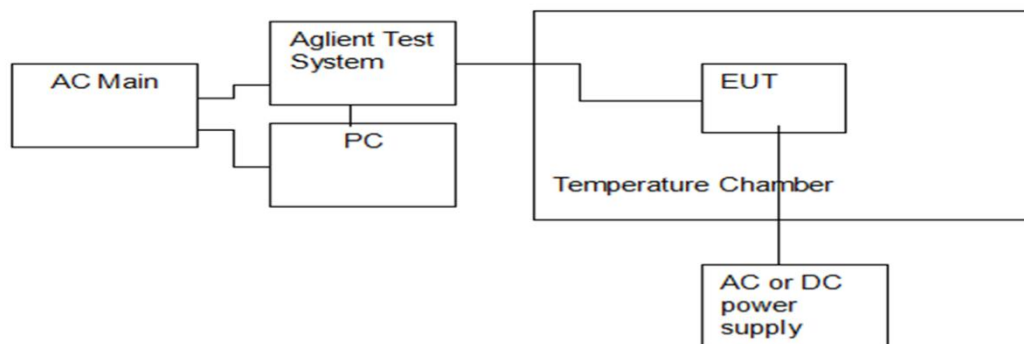 AC Main
Aglient Test
System
PC
EUT
Temperature Chamber
AC or DC
power
supply